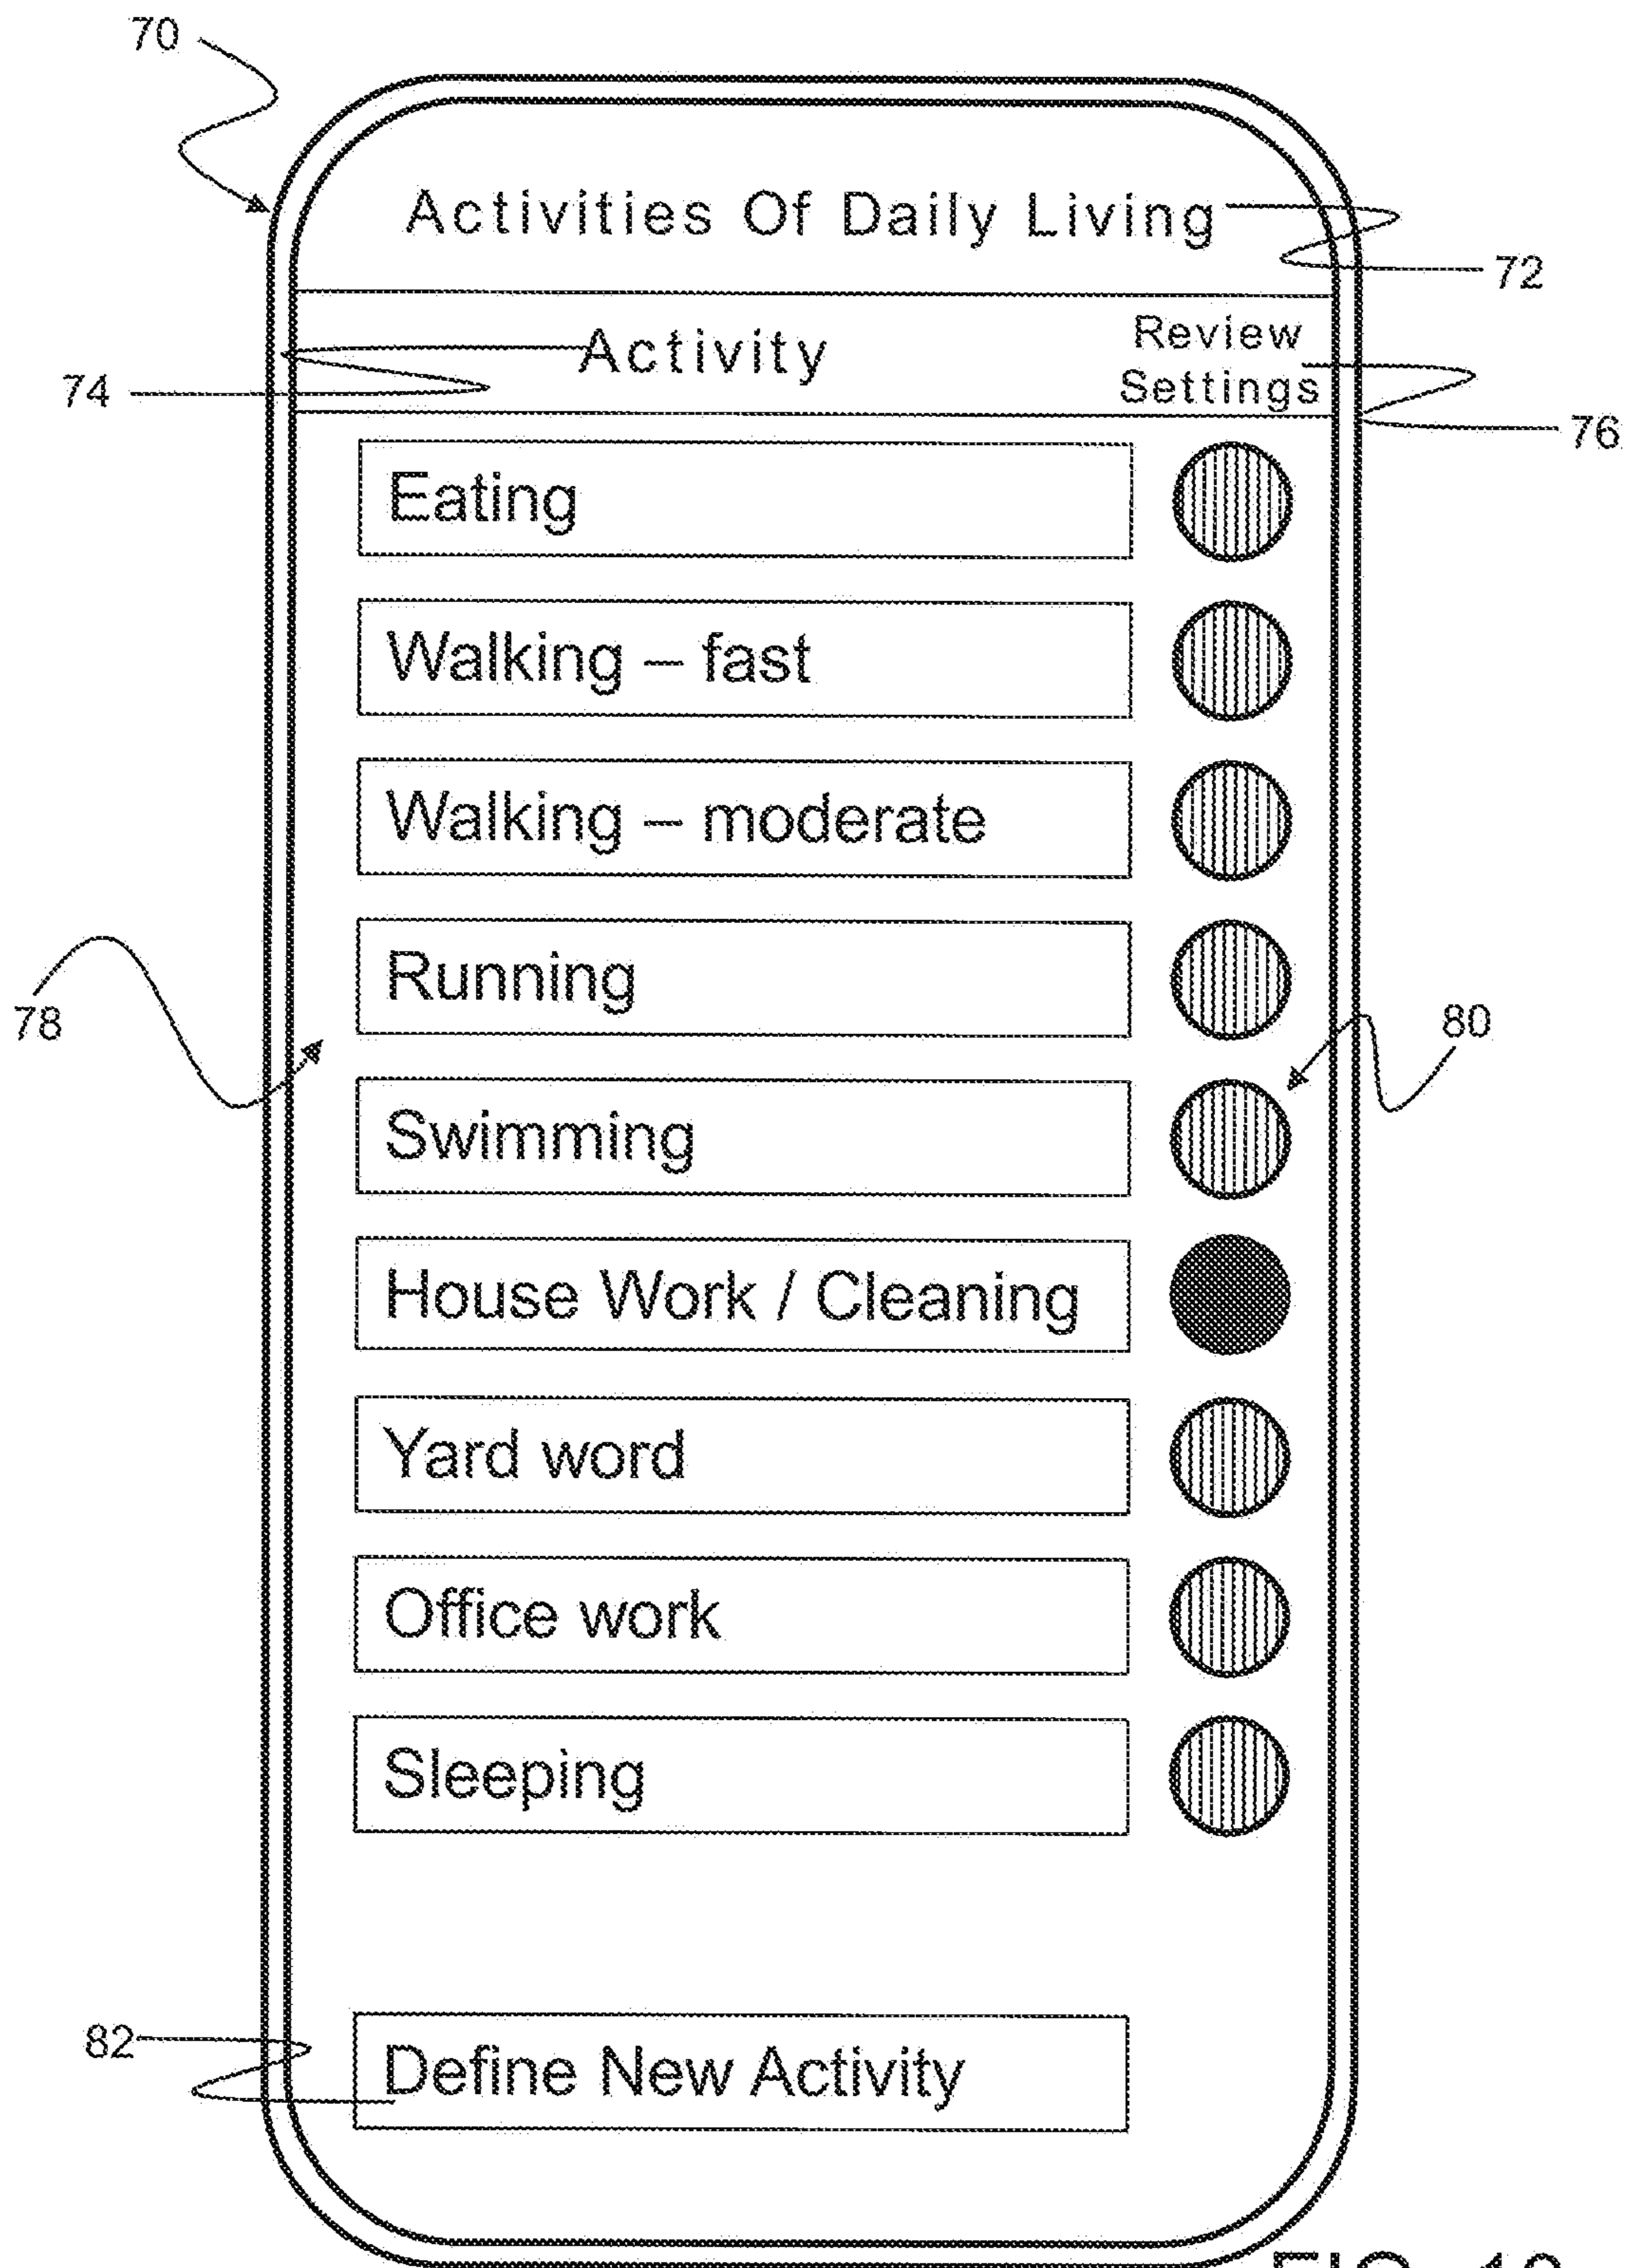 70
Activities Of Daily Living
72
Activity
Review
Settings
74
76
Eating
Walking – fast
Walking – moderate
Running
78
80
Swimming
House Work / Cleaning
Yard word
Office work
Sleeping
82
Define New Activity